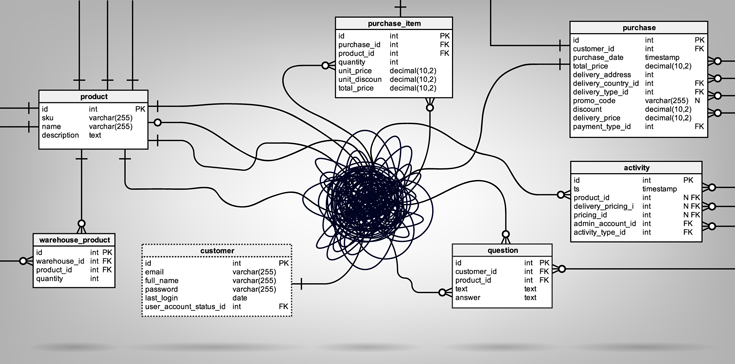 purchase_item
id int PK
purchase_id int FK
product_id int FK
quantity int
unit_price decimal(10,2)
unit_discoun decimal(10,2)
total_price decimal(10,2)
purchase
id int PK
customer_id int FK
purchase_date timestamp
total_price decimal(10,2)
delivery_address int
delivery_country_id int FK
delivery_type_id int FK
promo_code varchar(255) N
discount decimal(10,2)
delivery_price decimal(10,2)
payment_type_id int FK
product
id int PK
sku varchar(255)
name varchar(255)
description text
activity
id int PK
ts timestamp
product_id int N FK
delivery_pricing_i int N FK
pricing_id int N FK
admin_account_id int FK
activity_type_id int FK
warehouse_product
id int PK
warehouse_id int FK
product_id int FK
quantity int
customer
id int PK
email varchar(255)
full_name varchar(255)
password varchar(255)
last_login date
user_account_status_id int FK
question
id int PK
customer_id int FK
product_id int FK
text text
answer text